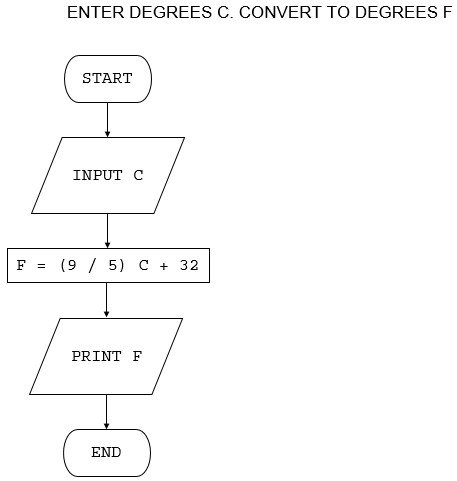 ENTER DEGREES C. CONVERT TO DEGREES F
START
INPUT C
F = (9 / 5) C + 32
PRINT F
END